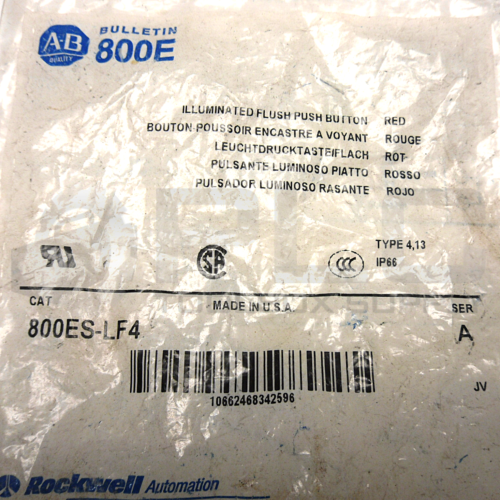 A-B
QUALITY
BULLETIN
800E
ILLUMINATED FLUSH PUSH BUTTON RED
BOUTON-POUSSOIR ENCASTRE A VOYANT ROUGE
LEUCHTDRUCKTASTE/FLACH ROT
PULSANTE LUMINOSO PIATTO ROSSO
PULSADOR LUMINOSO RASANTE ROJO
TYPE 4,13
IP66
CAT
MADE IN U.S.A.
SER
800ES-LF4
A
10662468342596
JV
Rockwell Automation